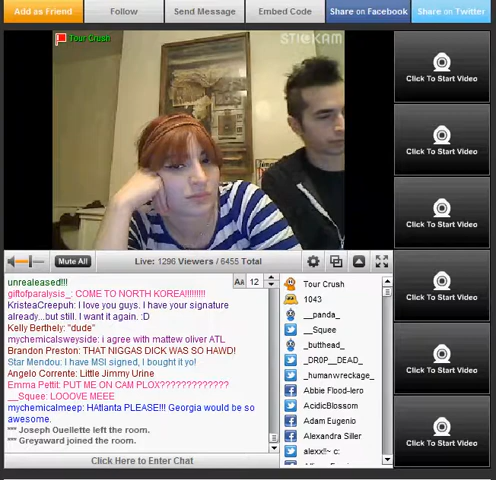 Add as Friend
Follow
Send Message
Embed Code
Share on Facebook
Share on Twitter
Tour Crush
STICKAM
Click To Start Video
Click To Start Video
Click To Start Video
Click To Start Video
Click To Start Video
Click To Start Video
Mute All
Live: 1296 Viewers / 6455 Total
AA 12
unrealeased!!!
giftofparalysis_: COME TO NORTH KOREA!!!!!!!!!
KristeaCreepuh: I love you guys. I have your signature
already...but still. I want it again. :D
Kelly Berthely: "dude"
mychemicalsweyside: i agree with mattew oliver ATL
Brandon Preston: THAT NIGGAS DICK WAS SO HAWD!
Star Mendou: I have MSI signed, I bought it!
Angelo Corrente: Little Jimmy Urine
Emma Pettit: PUT ME ON CAM PLOX?????????????
__Squee: LOOOVE MEEE
mychemicalmeep: HAtlanta PLEASE!!! Georgia would be so
awesome.
*** Joseph Ouellette left the room.
*** Greyaward joined the room.
Click Here to Enter Chat
Tour Crush
1043
__panda_
__Squee
_butthead_
_DR0P__DEAD_
_humanwreckage_
Abbie Flood-lero
AcidicBlossom
Adam Eugenio
Alexandra Siller
alexx!!~ c: